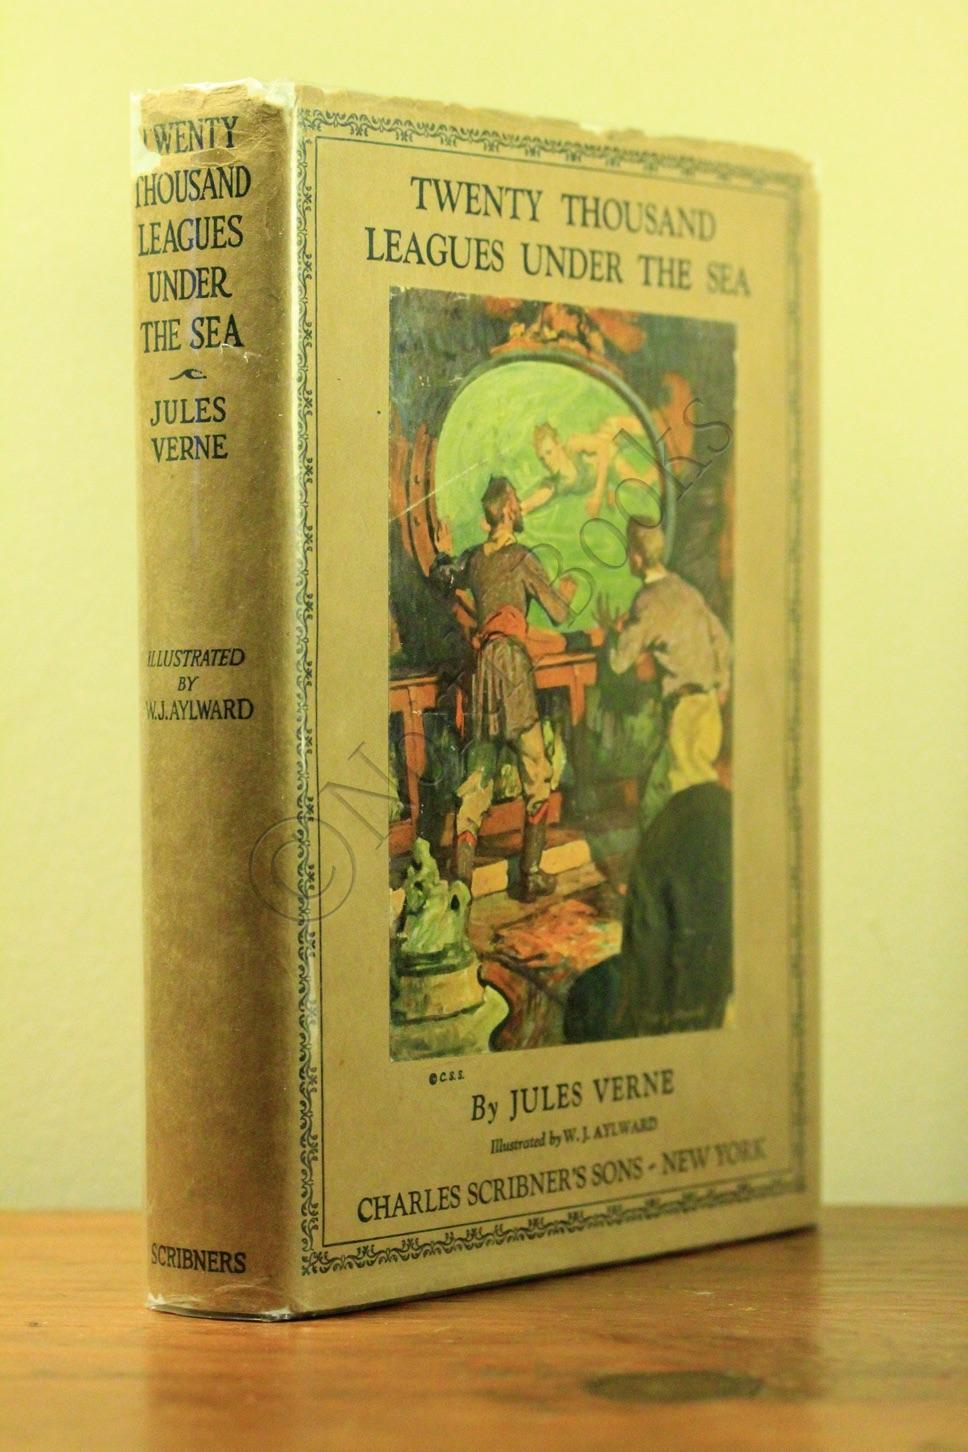 TWENTY
THOUSAND
LEAGUES
UNDER
THE SEA
JULES
VERNE
ILLUSTRATED
BY
W.J.AYLWARD
SCRIBNERS
TWENTY THOUSAND
LEAGUES UNDER THE SEA
© C.S.S.
By JULES VERNE
Illustrated by W. J. AYLWARD
CHARLES SCRIBNER'S SONS - NEW YORK
Books